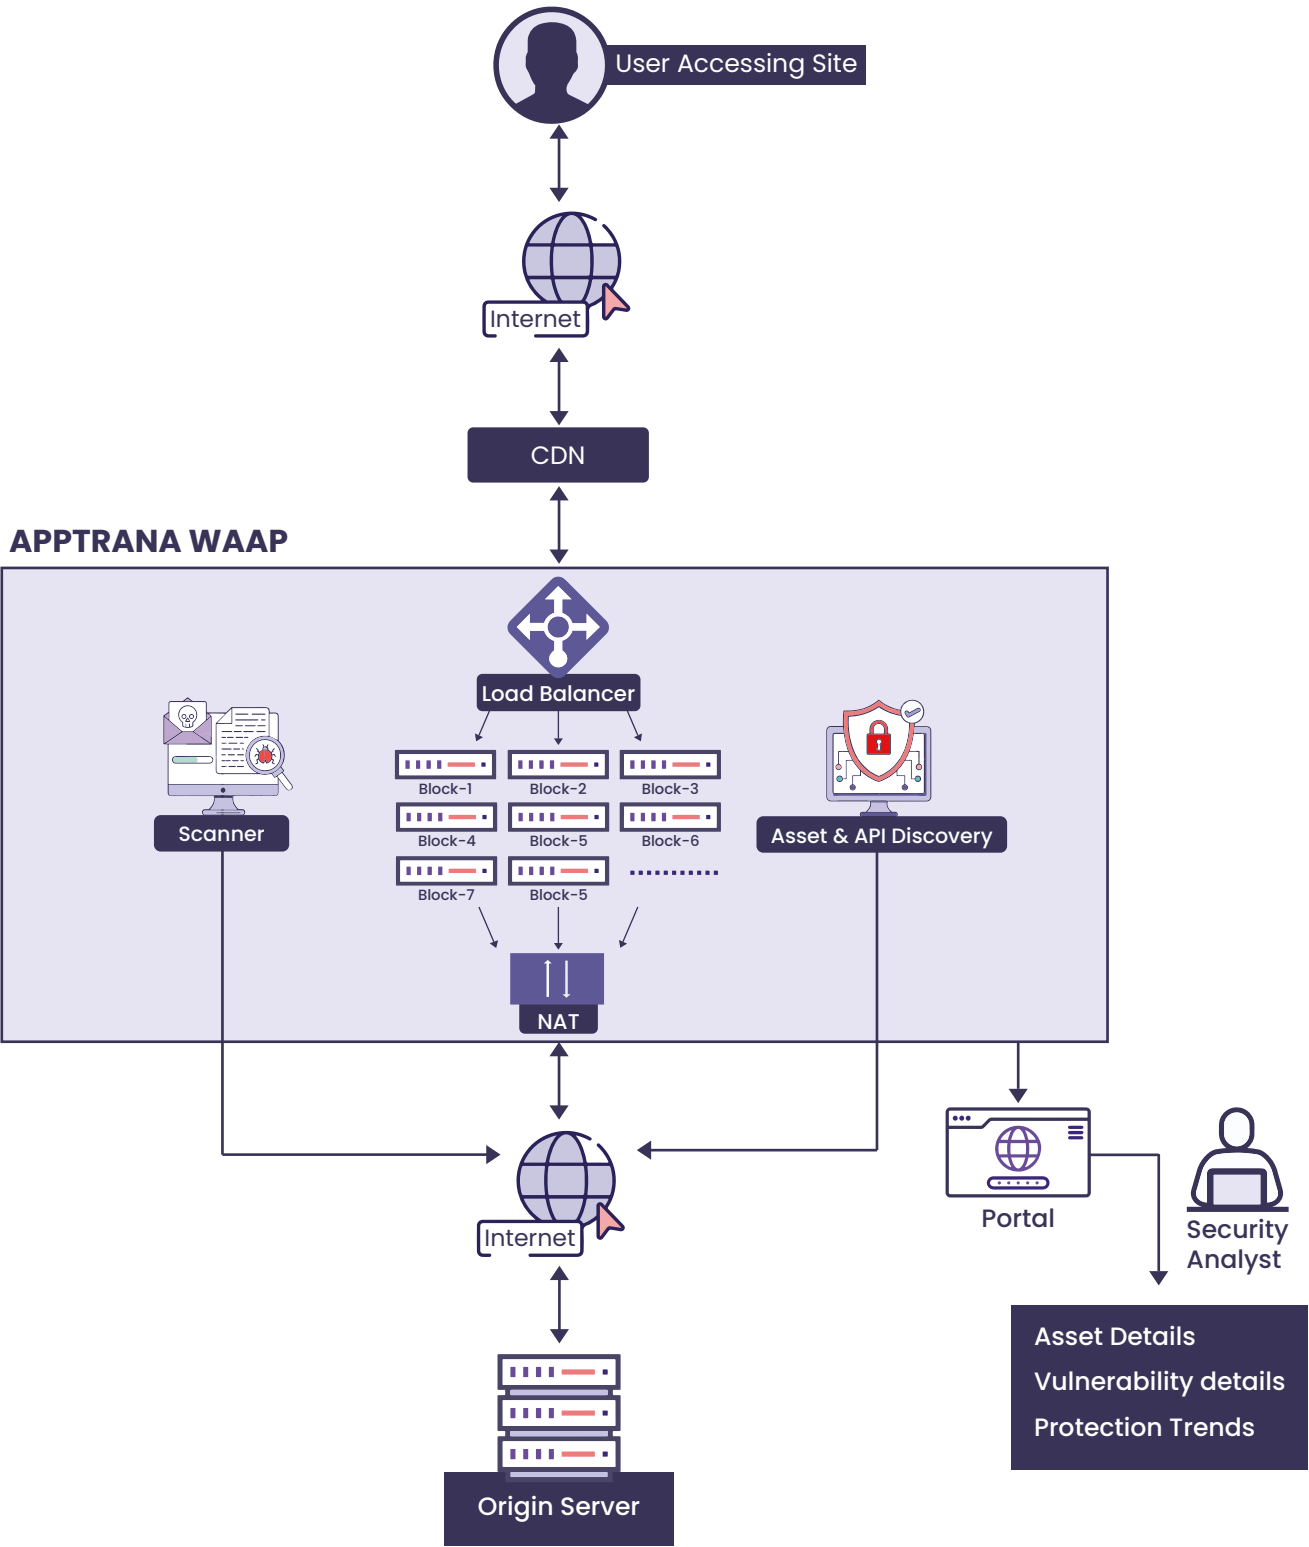 User Accessing Site
Internet
CDN
APPTRANA WAAP
Load Balancer
Block-1
Block-2
Block-3
Scanner
Block-4
Block-5
Block-6
Asset & API Discovery
Block-7
Block-5
NAT
Internet
Portal
Security
Analyst
Asset Details
Vulnerability details
Protection Trends
Origin Server